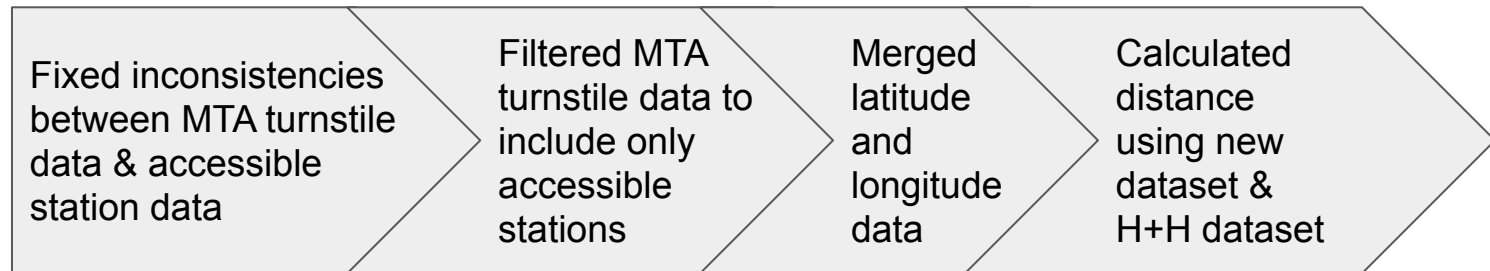 Fixed inconsistencies
between MTA turnstile
data & accessible
station data
Filtered MTA
turnstile data to
include only
accessible
stations
Merged
latitude
and
longitude
data
Calculated
distance
using new
dataset &
H+H dataset